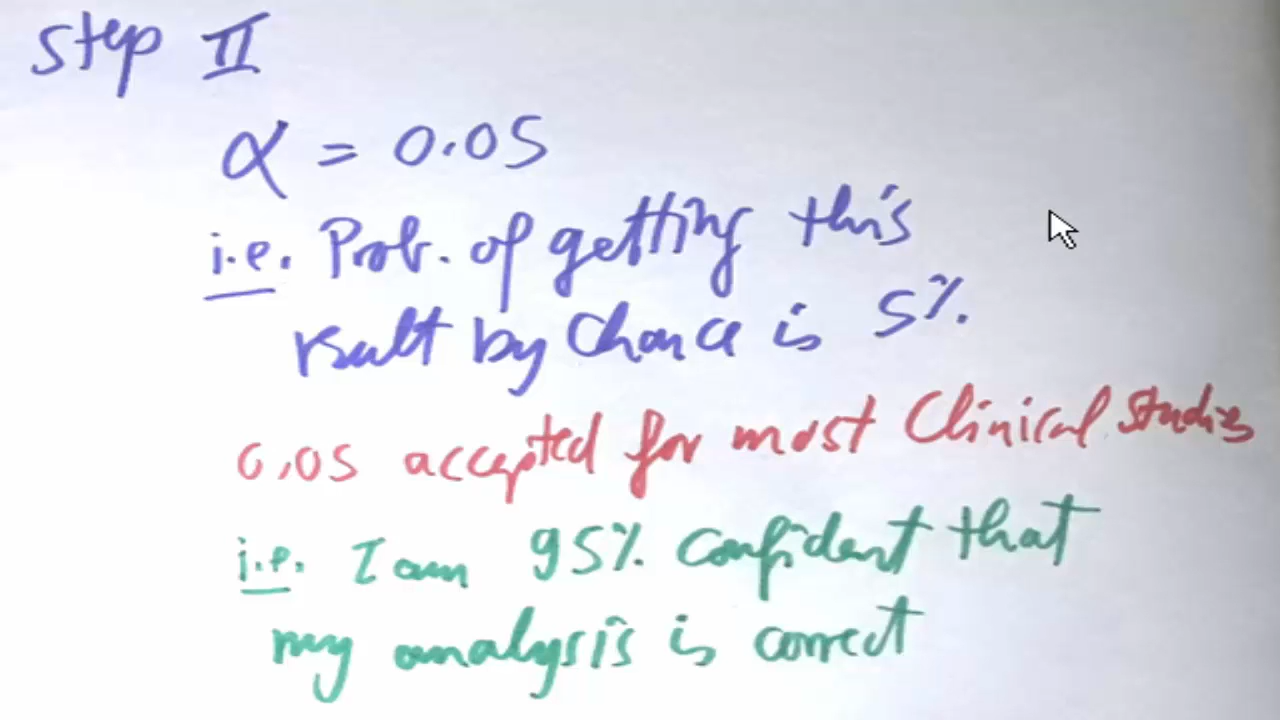 Step II
α = 0.05
i.e. Prob. of getting this
result by chance is 5%.
0.05 accepted for most Clinical Studies
i.e. I am 95% confident that
my analysis is correct